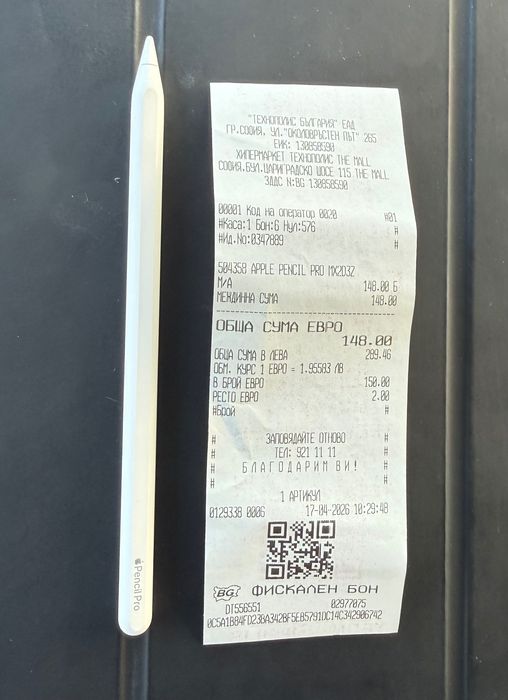 "ТЕХНОПОЛИС БЪЛГАРИЯ" ЕАД
ГР.СОФИЯ, УЛ."ОКОЛОВРЪСТЕН ПЪТ" 265
ЕИК: 130858590
ХИПЕРМАРКЕТ ТЕХНОПОЛИС THE MALL
СОФИЯ,БУЛ.ЦАРИГРАДСКО ШОСЕ 115,THE MALL
ЗДДС N:BG 130858590
00001 Код на оператор 0020 #01
#Каса:1 Бон:6 Нул:576 #
#Ид.No:0347889 #
504358 APPLE PENCIL PRO MX2D3Z
М/А 148.00 Б
МЕЖДИННА СУМА 148.00
ОБЩА СУМА ЕВРО
148.00
ОБЩА СУМА В ЛЕВА 289.46
ОБМ. КУРС 1 ЕВРО = 1.95583 ЛВ
В БРОЙ ЕВРО 150.00
РЕСТО ЕВРО 2.00
#Брой #
# ЗАПОВЯДАЙТЕ ОТНОВО #
# ТЕЛ: 921 11 11 #
# БЛАГОДАРИМ ВИ! #
# #
1 АРТИКУЛ
0129338 0006 17-04-2026 10:29:48
BG ФИСКАЛЕН БОН
DT556551 02977075
0C5A1B84FD238A342BF5E85791DC14C342906742
Pencil Pro